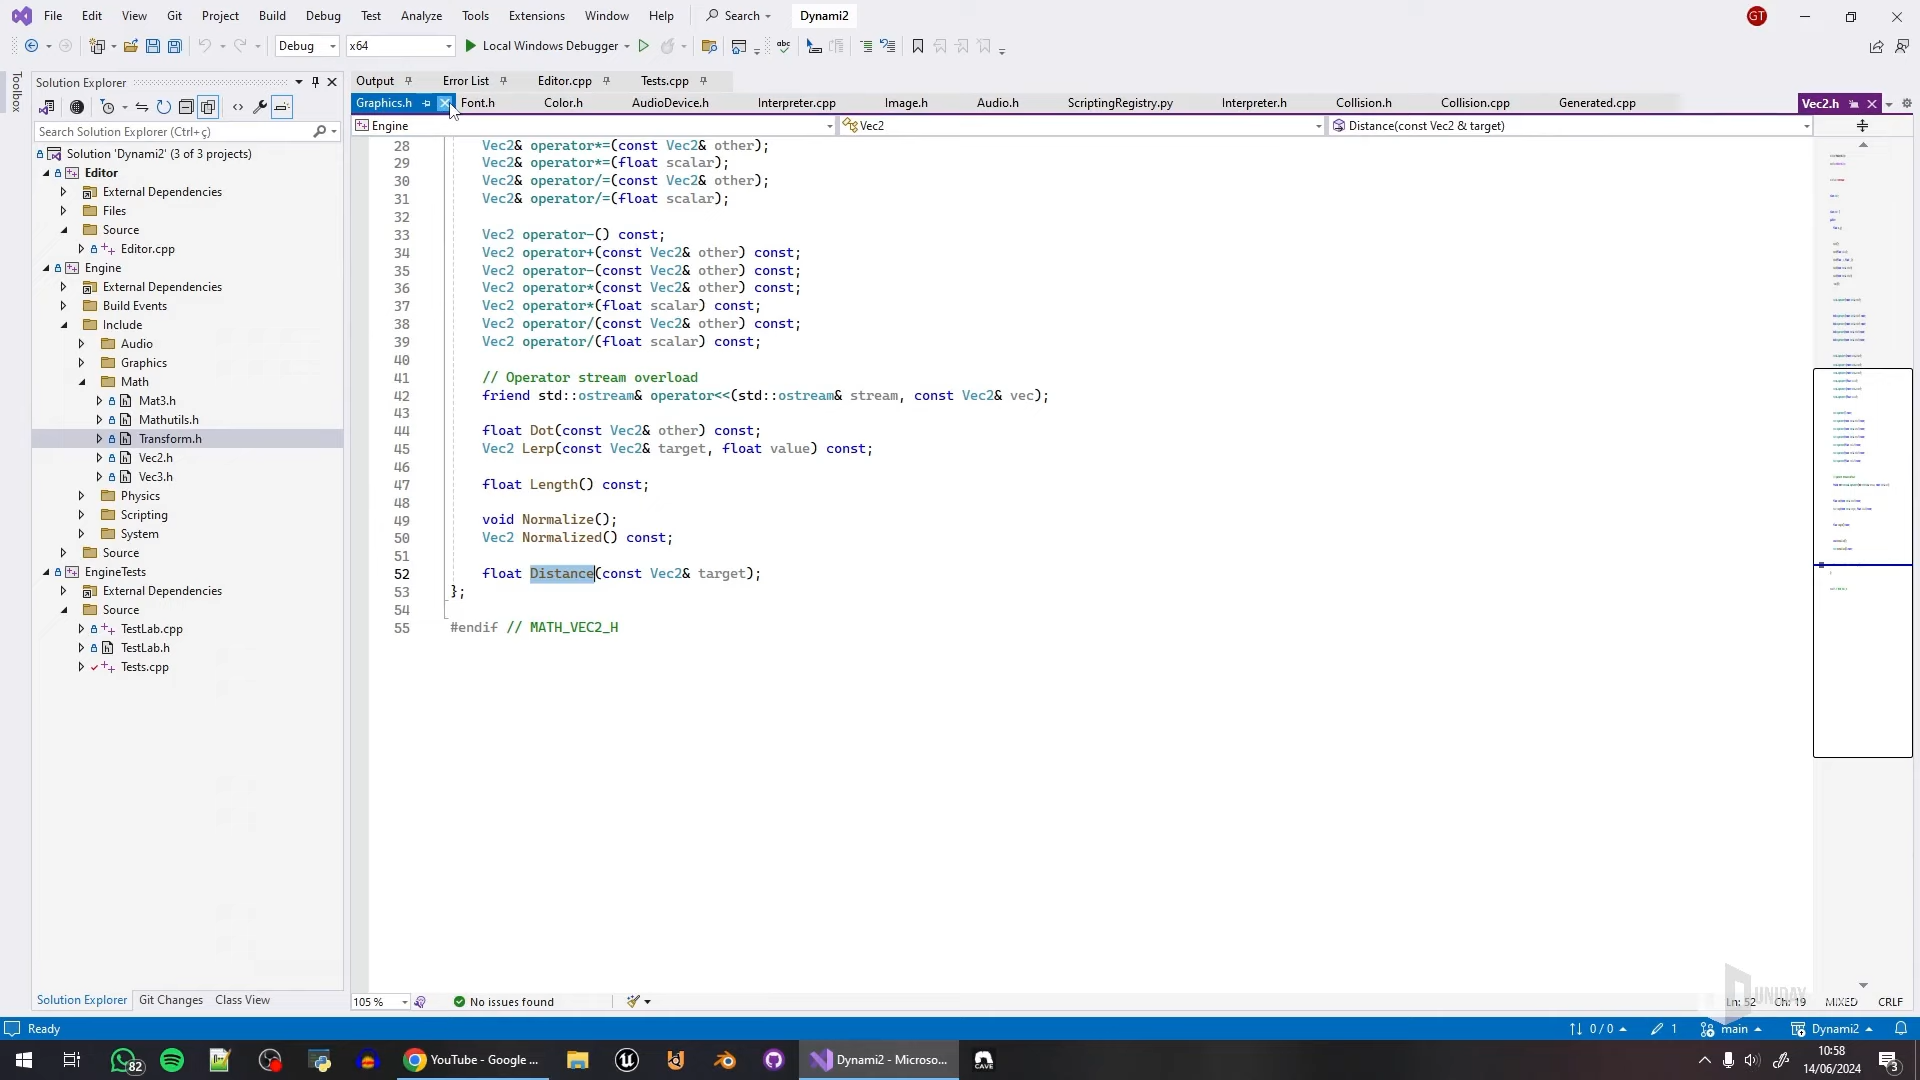 File Edit View Git Project Build Debug Test Analyze Tools Extensions Window Help Search Dynami2 GT
Debug x64 Local Windows Debugger
Toolbox
Solution Explorer
Search Solution Explorer (Ctrl+ç)
Solution 'Dynami2' (3 of 3 projects)
Editor
External Dependencies
Files
Source
Editor.cpp
Engine
External Dependencies
Build Events
Include
Audio
Graphics
Math
Mat3.h
Mathutils.h
Transform.h
Vec2.h
Vec3.h
Physics
Scripting
System
Source
EngineTests
External Dependencies
Source
TestLab.cpp
TestLab.h
Tests.cpp
Solution Explorer Git Changes Class View
Output Error List Editor.cpp Tests.cpp
Graphics.h Font.h Color.h AudioDevice.h Interpreter.cpp Image.h Audio.h ScriptingRegistry.py Interpreter.h Collision.h Collision.cpp Generated.cpp Vec2.h
Engine Vec2 Distance(const Vec2 & target)
28 Vec2& operator*=(const Vec2& other);
29 Vec2& operator*=(float scalar);
30 Vec2& operator/=(const Vec2& other);
31 Vec2& operator/=(float scalar);
32
33 Vec2 operator-() const;
34 Vec2 operator+(const Vec2& other) const;
35 Vec2 operator-(const Vec2& other) const;
36 Vec2 operator*(const Vec2& other) const;
37 Vec2 operator*(float scalar) const;
38 Vec2 operator/(const Vec2& other) const;
39 Vec2 operator/(float scalar) const;
40
41 // Operator stream overload
42 friend std::ostream& operator<<(std::ostream& stream, const Vec2& vec);
43
44 float Dot(const Vec2& other) const;
45 Vec2 Lerp(const Vec2& target, float value) const;
46
47 float Length() const;
48
49 void Normalize();
50 Vec2 Normalized() const;
51
52 float Distance(const Vec2& target);
53 };
54
55 #endif // MATH_VEC2_H
105 % No issues found Ln: 52 Ch: 19 MIXED CRLF
UNIDAY
Ready 0 / 0 1 main Dynami2
82 YouTube - Google ... Dynami2 - Microso... CAVE 10:58
14/06/2024 3